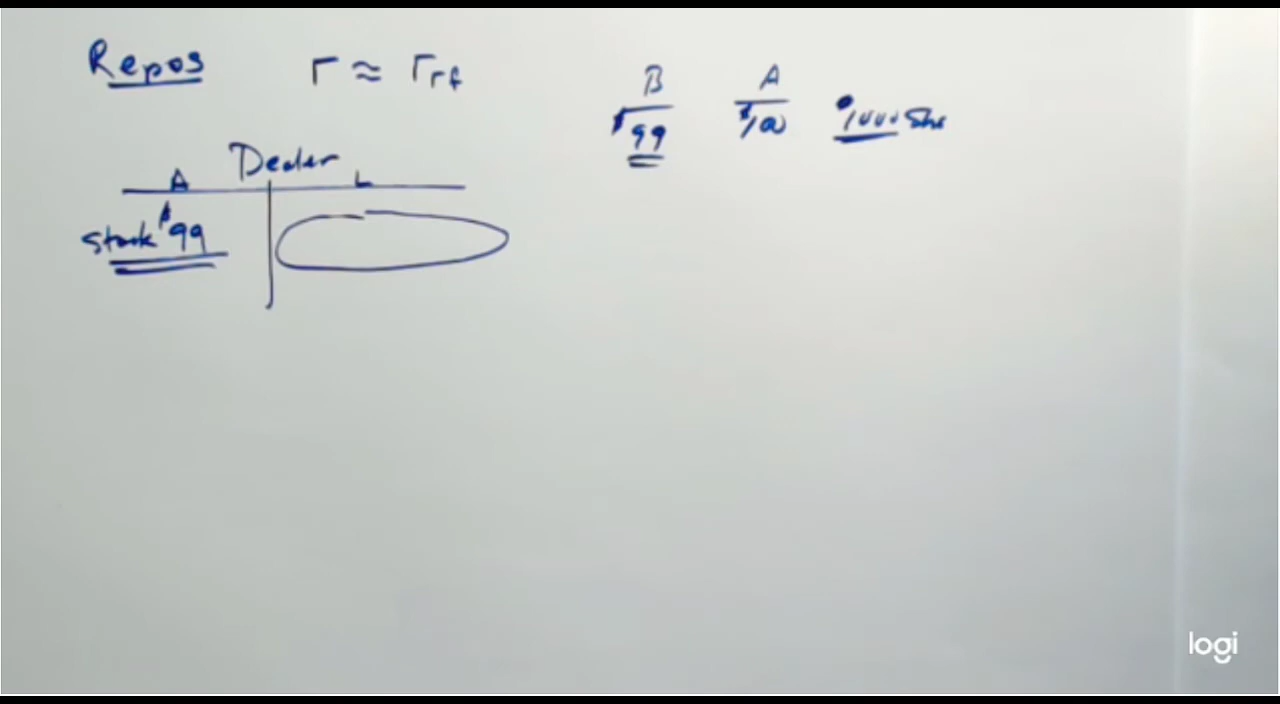 Repos
r ≈ rrf
B A
$99 $100 1000 Shs
Dealer
A L
Stock $99
logi